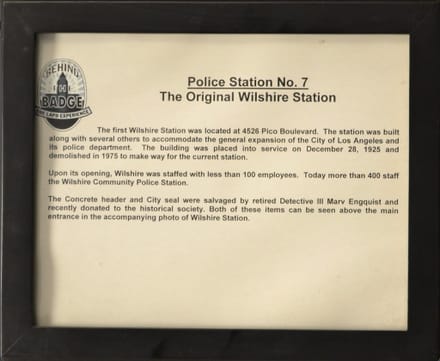 BEHIND
THE
BADGE
THE LAPD EXPERIENCE
Police Station No. 7
The Original Wilshire Station
The first Wilshire Station was located at 4526 Pico Boulevard. The station was built
along with several others to accommodate the general expansion of the City of Los Angeles and
its police department. The building was placed into service on December 28, 1925 and
demolished in 1975 to make way for the current station.
Upon its opening, Wilshire was staffed with less than 100 employees. Today more than 400 staff
the Wilshire Community Police Station.
The Concrete header and City seal were salvaged by retired Detective III Marv Engquist and
recently donated to the historical society. Both of these items can be seen above the main
entrance in the accompanying photo of Wilshire Station.